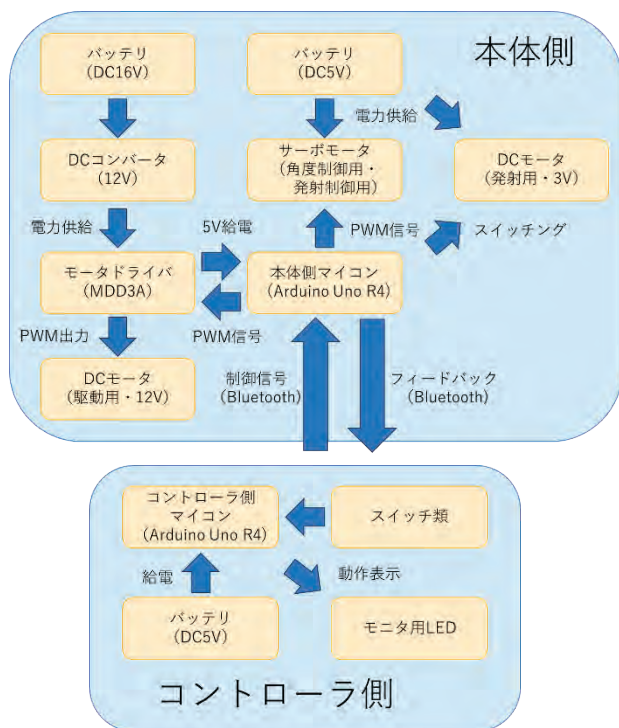 本体側
バッテリ
(DC16V)
バッテリ
(DC5V)
電力供給
DCコンバータ
(12V)
サーボモータ
(角度制御用・
発射制御用)
DCモータ
(発射用・3V)
電力供給
5V給電
PWM信号
スイッチング
モータドライバ
(MDD3A)
本体側マイコン
(Arduino Uno R4)
PWM出力
PWM信号
DCモータ
(駆動用・12V)
制御信号
(Bluetooth)
フィードバック
(Bluetooth)
コントローラ側
マイコン
(Arduino Uno R4)
スイッチ類
給電
動作表示
バッテリ
(DC5V)
モニタ用LED
コントローラ側